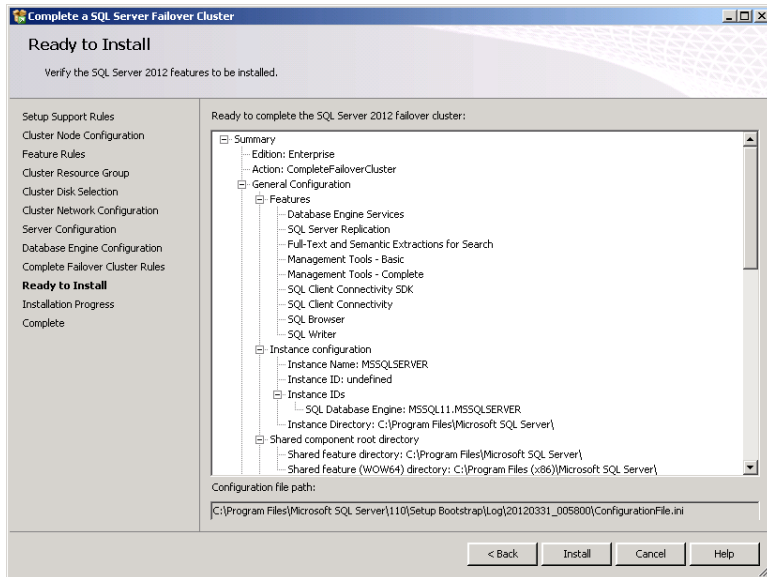 Complete a SQL Server Failover Cluster
Ready to Install
Verify the SQL Server 2012 features to be installed.
Setup Support Rules
Cluster Node Configuration
Feature Rules
Cluster Resource Group
Cluster Disk Selection
Cluster Network Configuration
Server Configuration
Database Engine Configuration
Complete Failover Cluster Rules
Ready to Install
Installation Progress
Complete
Ready to complete the SQL Server 2012 failover cluster:
Summary
Edition: Enterprise
Action: CompleteFailoverCluster
General Configuration
Features
Database Engine Services
SQL Server Replication
Full-Text and Semantic Extractions for Search
Management Tools - Basic
Management Tools - Complete
SQL Client Connectivity SDK
SQL Client Connectivity
SQL Browser
SQL Writer
Instance configuration
Instance Name: MSSQLSERVER
Instance ID: undefined
Instance IDs
SQL Database Engine: MSSQL11.MSSQLSERVER
Instance Directory: C:\Program Files\Microsoft SQL Server\
Shared component root directory
Shared feature directory: C:\Program Files\Microsoft SQL Server\
Shared feature (WOW64) directory: C:\Program Files (x86)\Microsoft SQL Server\
Configuration file path:
C:\Program Files\Microsoft SQL Server\110\Setup Bootstrap\Log\20120331_005800\ConfigurationFile.ini
< Back
Install
Cancel
Help